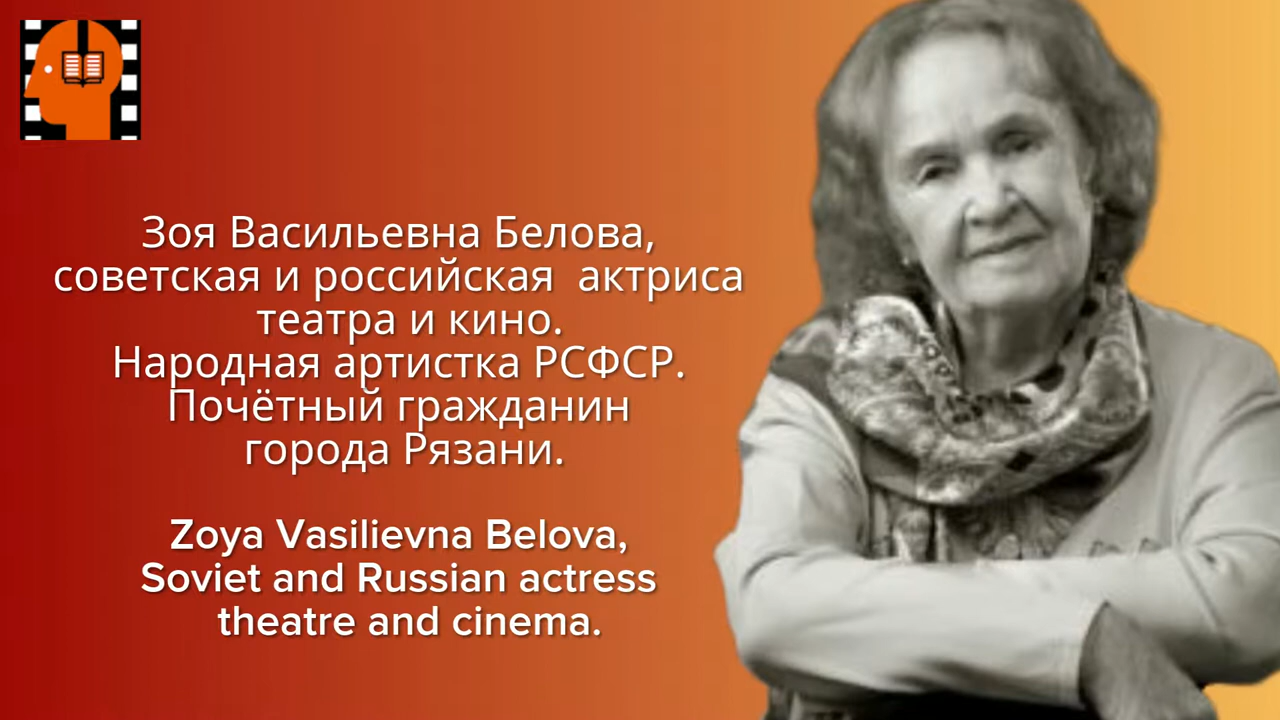 Зоя Васильевна Белова,
советская и российская актриса
театра и кино.
Народная артистка РСФСР.
Почётный гражданин
города Рязани.
Zoya Vasilievna Belova,
Soviet and Russian actress
theatre and cinema.